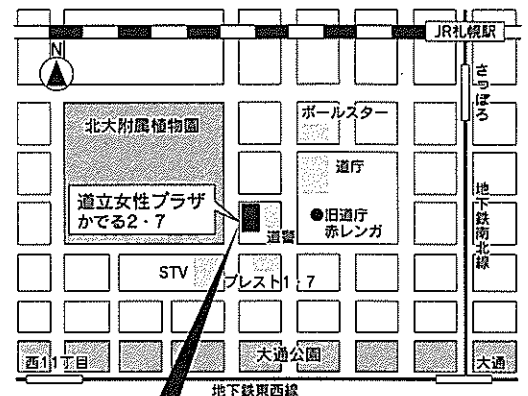 JR札幌駅
N
さっぽろ
ポールスター
北大附属植物園
道庁
道立女性プラザ
かでる2・7
●旧道庁
赤レンガ
道警
地下鉄南北線
STV
プレスト1・7
大通公園
西11丁目
大通
地下鉄東西線